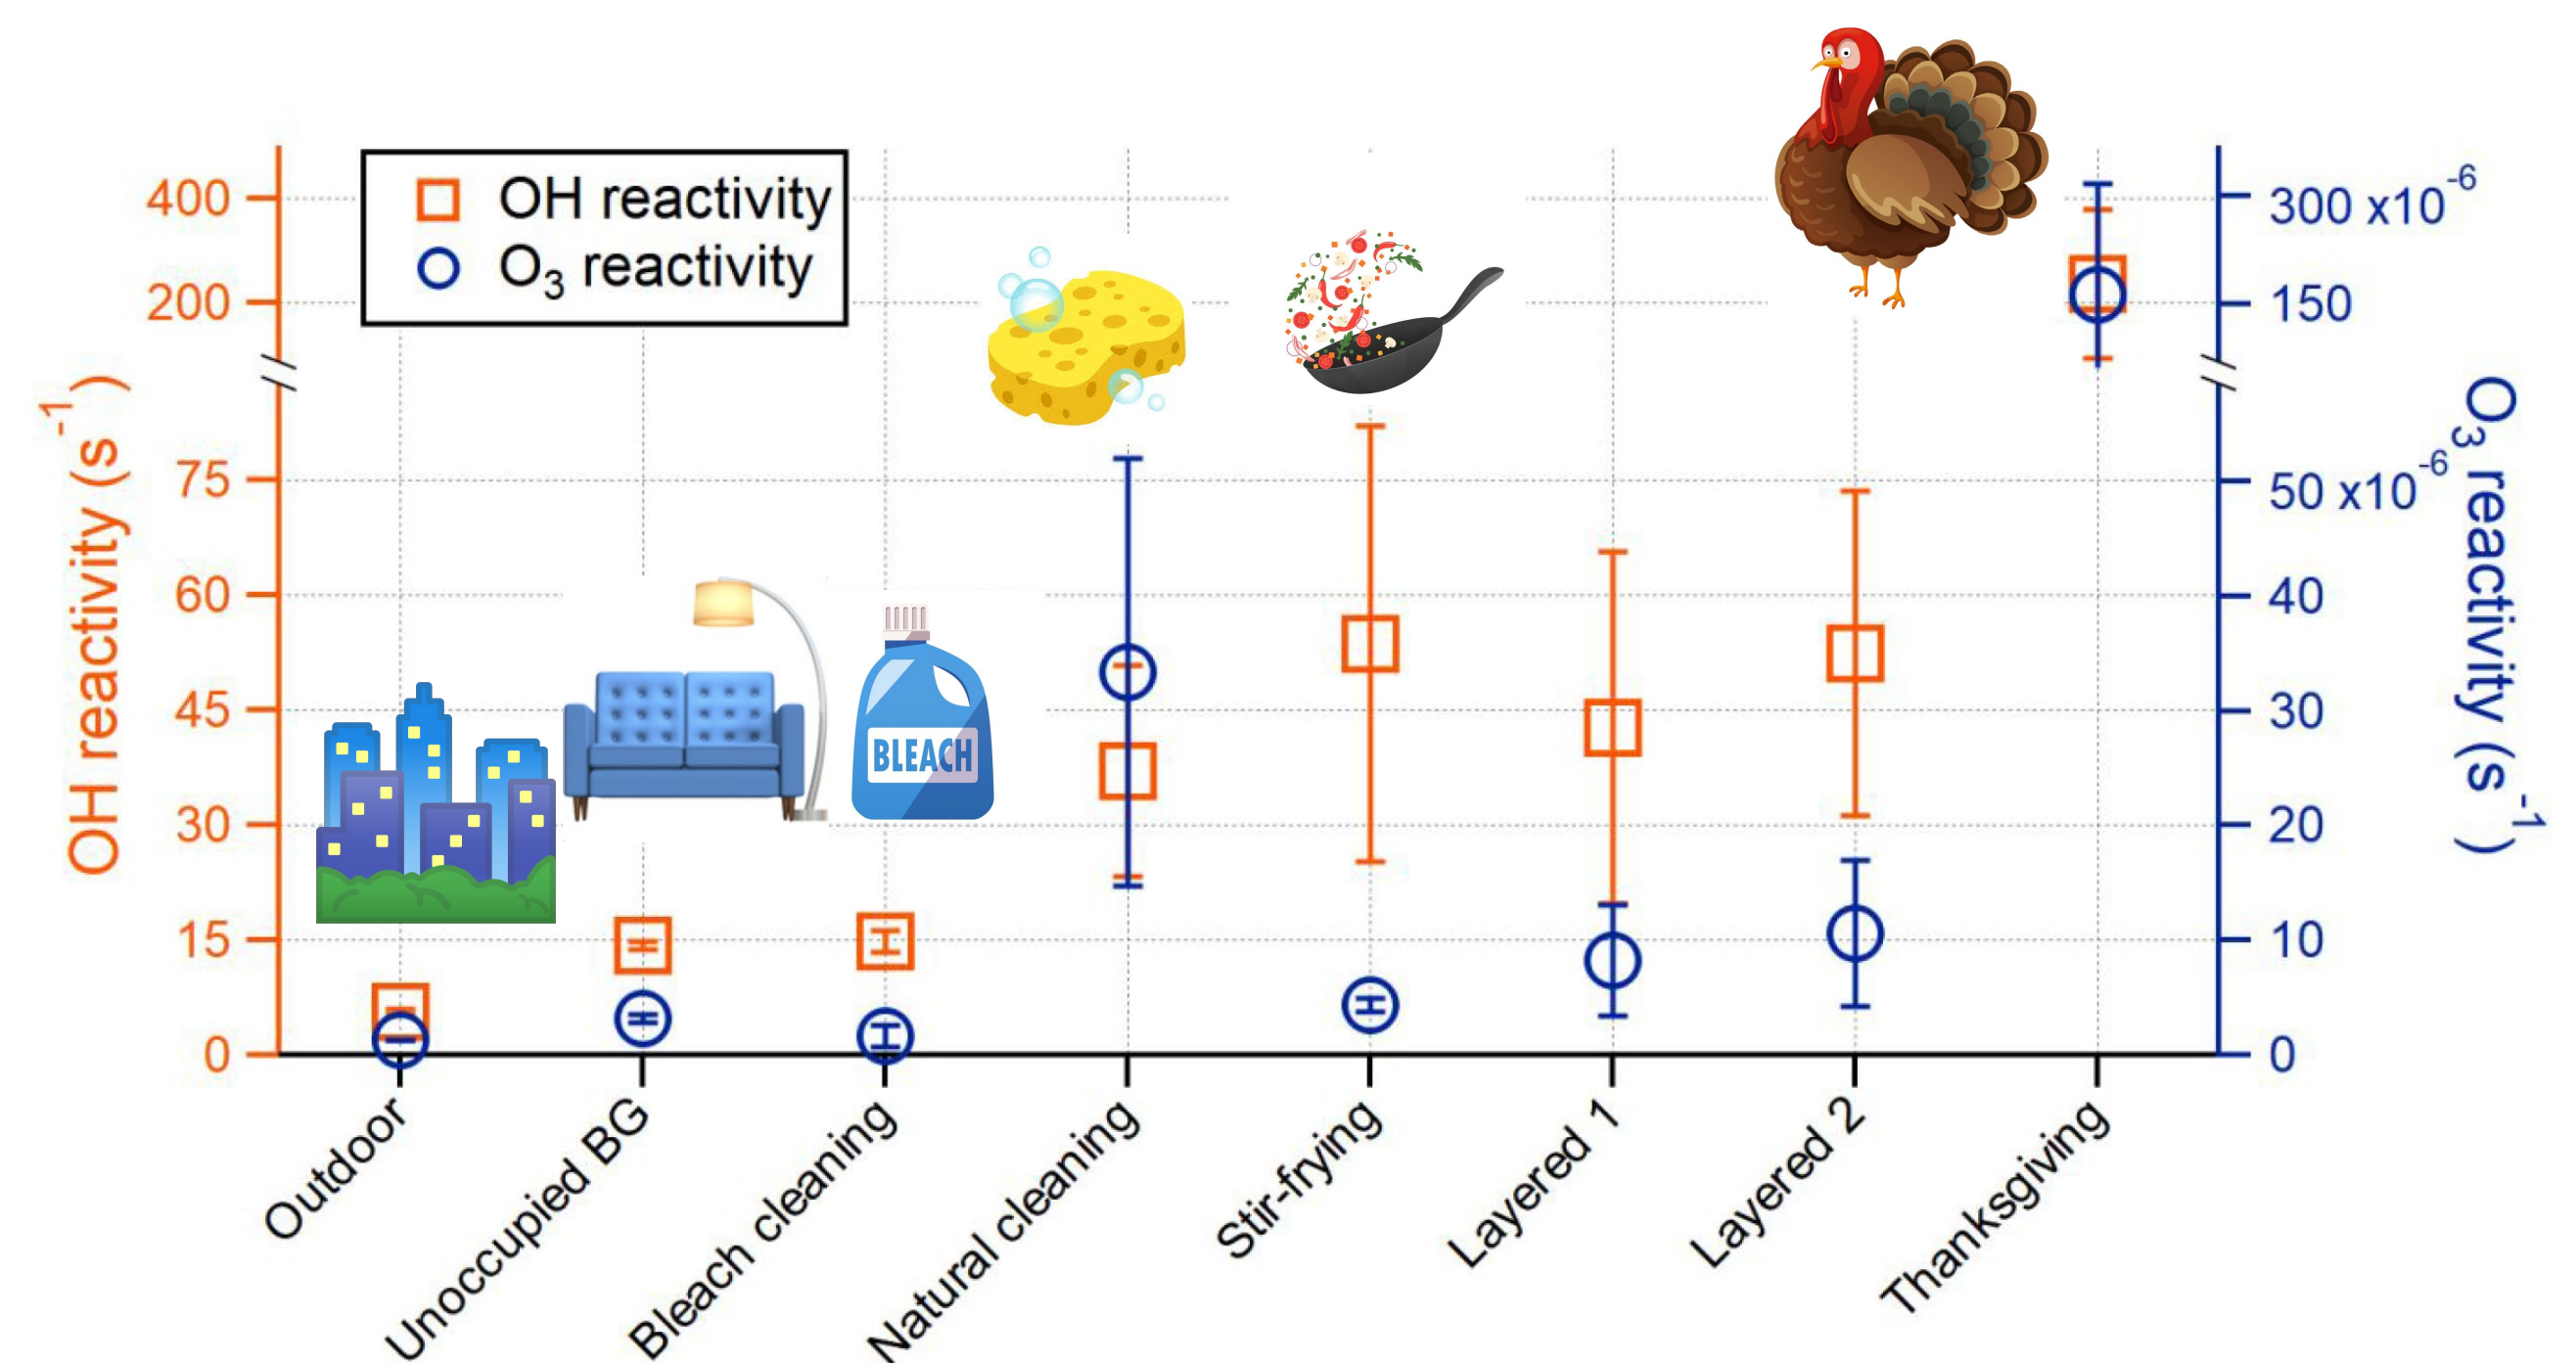 OH reactivity
O₃ reactivity
OH reactivity (s⁻¹)
400
200
75
60
45
30
15
0
BLEACH
300 x10⁻⁶
150
50 x10⁻⁶
40
30
20
10
0
O₃ reactivity (s⁻¹)
Outdoor
Unoccupied BG
Bleach cleaning
Natural cleaning
Stir-frying
Layered 1
Layered 2
Thanksgiving